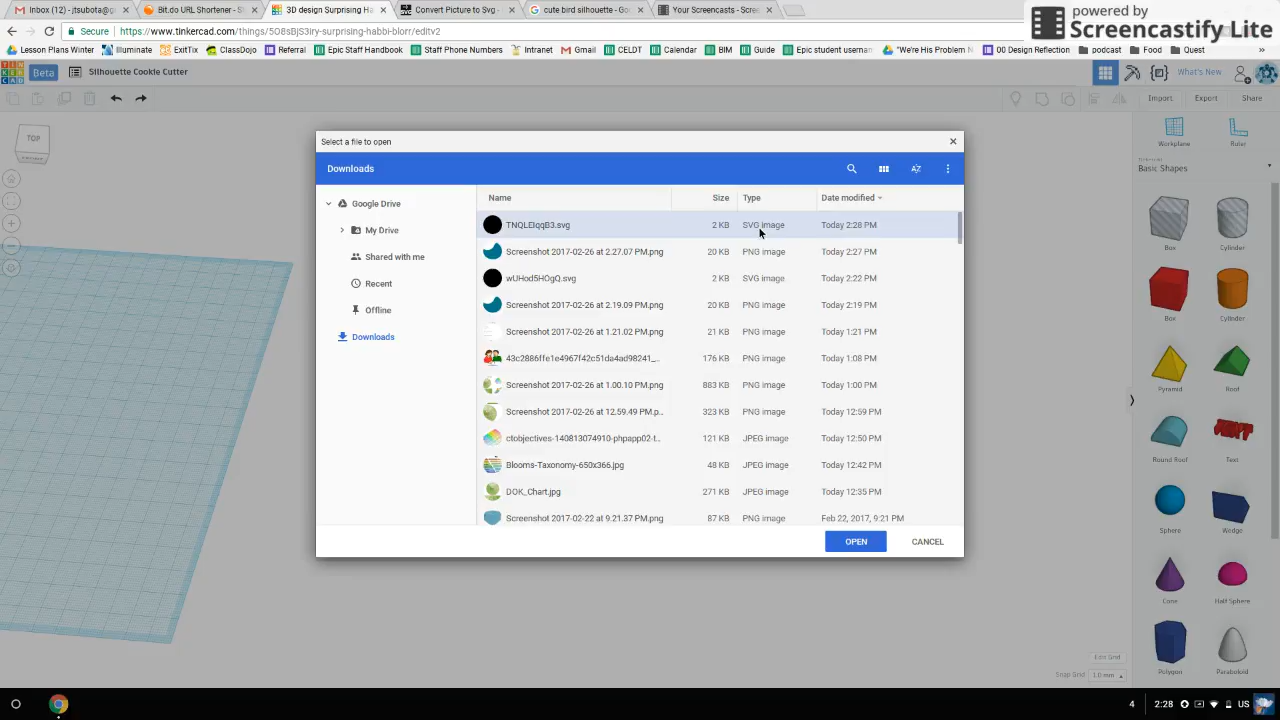 Inbox (12) - jtsubota@g
Bit.do URL Shortener - S
3D design Surprising Ha
Convert Picture to Svg -
cute bird silhouette - Goo
Your Screencasts - Scree
powered by
Screencastify Lite
Secure
https://www.tinkercad.com/things/5O8sBJS3iry-surprising-habbi-blorr/editv2
Lesson Plans Winter
Illuminate
ExitTix
ClassDojo
Referral
Epic Staff Handbook
Staff Phone Numbers
Intranet
Gmail
CELDT
Calendar
BIM
Guide
Epic student usernam
"We're His Problem N
00 Design Reflection
podcast
Food
Quest
»
TIN
KER
CAD
Beta
Silhouette Cookie Cutter
What's New
Import
Export
Share
TOP
Select a file to open
Downloads
Google Drive
My Drive
Shared with me
Recent
Offline
Downloads
Name Size Type Date modified
TNQLEIqqB3.svg 2 KB SVG image Today 2:28 PM
Screenshot 2017-02-26 at 2.27.07 PM.png 20 KB PNG image Today 2:27 PM
wUHod5HOgQ.svg 2 KB SVG image Today 2:22 PM
Screenshot 2017-02-26 at 2.19.09 PM.png 20 KB PNG image Today 2:19 PM
Screenshot 2017-02-26 at 1.21.02 PM.png 21 KB PNG image Today 1:21 PM
43c2886ffe1e4967f42c51da4ad98241_... 176 KB PNG image Today 1:08 PM
Screenshot 2017-02-26 at 1.00.10 PM.png 883 KB PNG image Today 1:00 PM
Screenshot 2017-02-26 at 12.59.49 PM.p... 323 KB PNG image Today 12:59 PM
ctobjectives-140813074910-phpapp02-t... 121 KB JPEG image Today 12:50 PM
Blooms-Taxonomy-650x366.jpg 48 KB JPEG image Today 12:42 PM
DOK_Chart.jpg 271 KB JPEG image Today 12:35 PM
Screenshot 2017-02-22 at 9.21.37 PM.png 87 KB PNG image Feb 22, 2017, 9:21 PM
OPEN
CANCEL
Workplane
Ruler
Basic Shapes
Box
Cylinder
Box
Cylinder
Pyramid
Roof
Round Roof
TEXT
Text
Sphere
Wedge
Cone
Half Sphere
Polygon
Paraboloid
Edit Grid
Snap Grid
1.0 mm
4
2:28
US